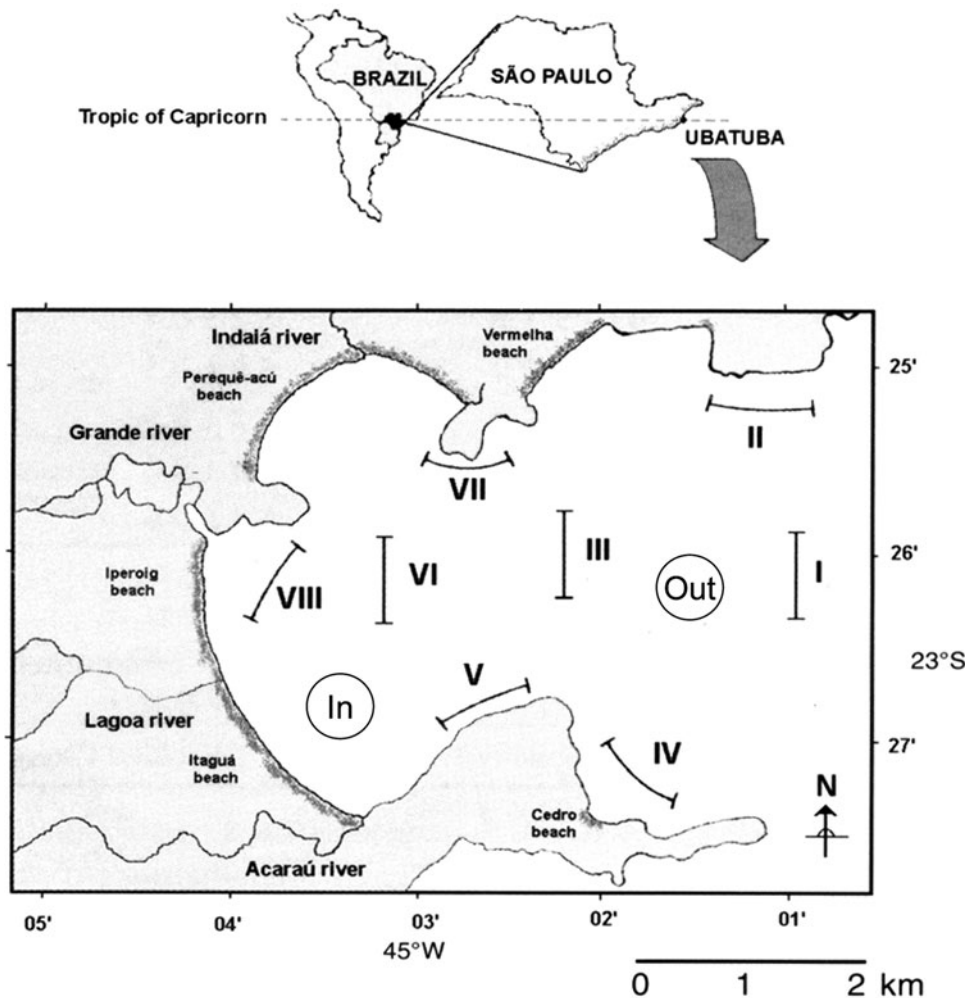 BRAZIL
SÃO PAULO
Tropic of Capricorn
UBATUBA
Indaiá river
Vermelha
beach
Perequê-acú
beach
25'
Grande river
II
VII
III
26'
Iperoig
beach
VIII
VI
Out
I
23°S
V
In
Lagoa river
Itaguá
beach
IV
27'
N
Cedro
beach
Acaraú river
05'
04'
03'
02'
01'
45°W
0 1 2 km